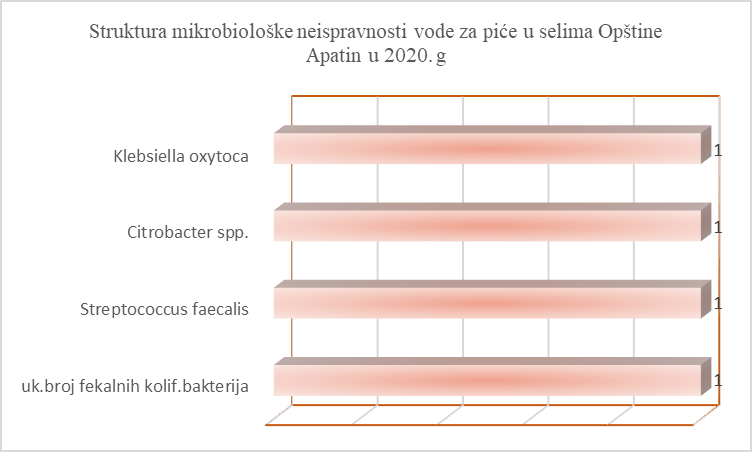 Struktura mikrobiološke neispravnosti vode za piće u selima Opštine
Apatin u 2020. g
Klebsiella oxytoca
1
Citrobacter spp.
1
Streptococcus faecalis
1
uk.broj fekalnih kolif.bakterija
1